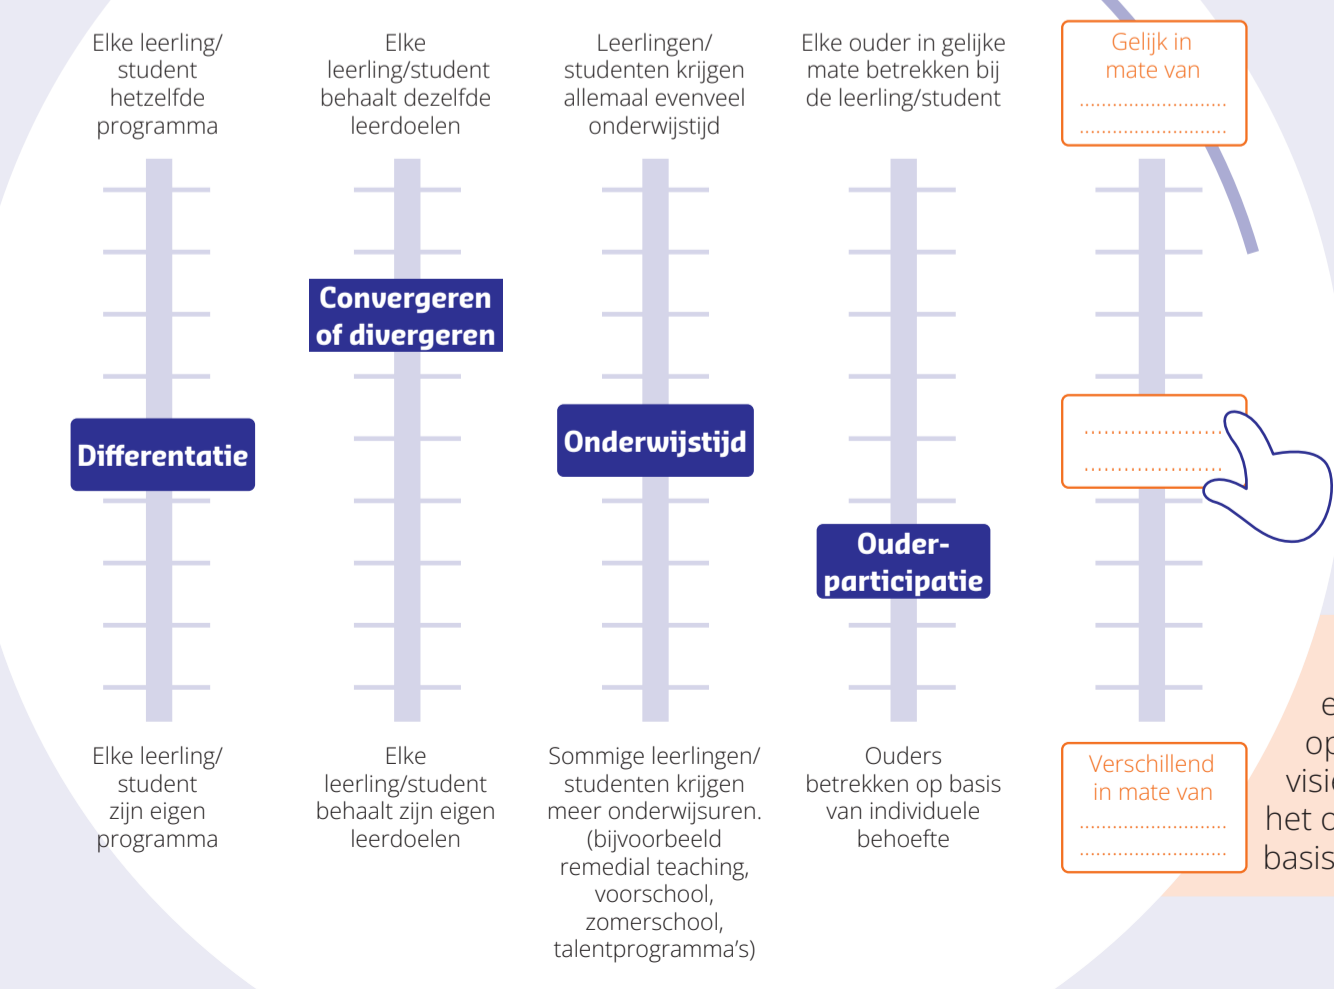 Elke leerling/
student
hetzelfde
programma
Elke
leerling/student
behaalt dezelfde
leerdoelen
Leerlingen/
studenten krijgen
allemaal evenveel
onderwijstijd
Elke ouder in gelijke
mate betrekken bij
de leerling/student
Gelijk in
mate van
...........................
...........................
Differentatie
Convergeren
of divergeren
Onderwijstijd
Ouder-
participatie
.........................
.........................
Elke leerling/
student
zijn eigen
programma
Elke
leerling/student
behaalt zijn eigen
leerdoelen
Sommige leerlingen/
studenten krijgen
meer onderwijsuren.
(bijvoorbeeld
remedial teaching,
voorschool,
zomerschool,
talentprogramma’s)
Ouders
betrekken op basis
van individuele
behoefte
Verschillend
in mate van
...........................
...........................
het
basis